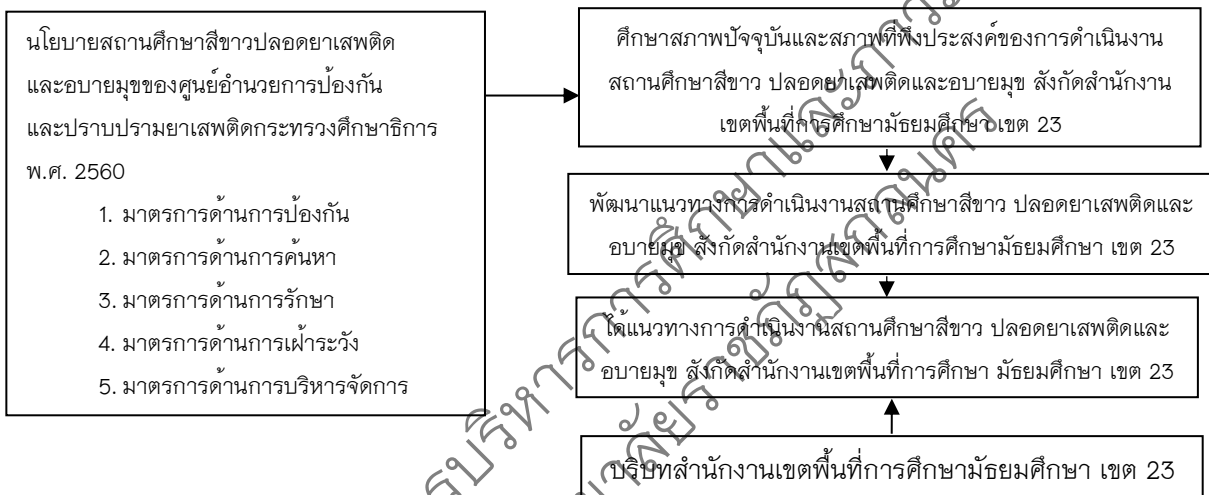 นโยบายสถานศึกษาสีขาวปลอดยาเสพติด
และอบายมุขของศูนย์อำนวยการป้องกัน
และปราบปรามยาเสพติดกระทรวงศึกษาธิการ
พ.ศ. 2560
1. มาตรการด้านการป้องกัน
2. มาตรการด้านการค้นหา
3. มาตรการด้านการรักษา
4. มาตรการด้านการเฝ้าระวัง
5. มาตรการด้านการบริหารจัดการ
ศึกษาสภาพปัจจุบันและสภาพที่พึงประสงค์ของการดำเนินงาน
สถานศึกษาสีขาว ปลอดยาเสพติดและอบายมุข สังกัดสำนักงาน
เขตพื้นที่การศึกษามัธยมศึกษา เขต 23
พัฒนาแนวทางการดำเนินงานสถานศึกษาสีขาว ปลอดยาเสพติดและ
อบายมุข สังกัดสำนักงานเขตพื้นที่การศึกษามัธยมศึกษา เขต 23
ได้แนวทางการดำเนินงานสถานศึกษาสีขาว ปลอดยาเสพติดและ
อบายมุข สังกัดสำนักงานเขตพื้นที่การศึกษา มัธยมศึกษา เขต 23
บริบทสำนักงานเขตพื้นที่การศึกษามัธยมศึกษา เขต 23